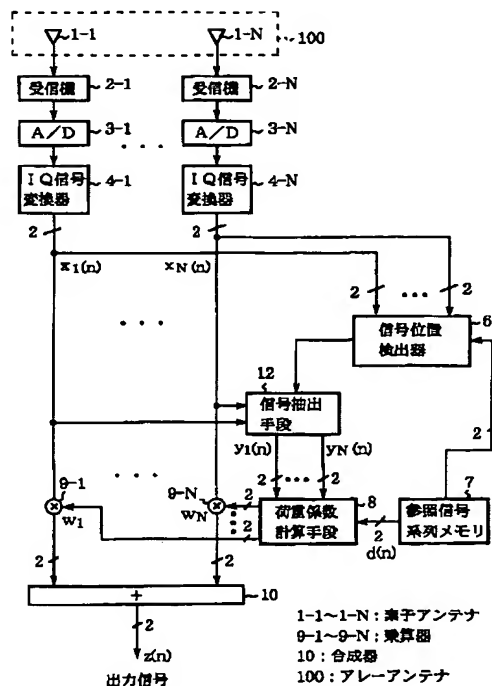 1-1
1-N
100
受信機
2-1
受信機
2-N
A/D
3-1
A/D
3-N
・・・
IQ信号
変換器
4-1
IQ信号
変換器
4-N
2
2
x1(n)
xN(n)
2
・・・
2
信号位置
検出器
6
・・・
12
信号抽出
手段
2
y1(n)
yN(n)
・・・
9-1
9-N
2
・・・
2
2
荷重係数
計算手段
8
2
d(n)
参照信号
系列メモリ
7
w1
wN
2
2
2
+
10
2
z(n)
出力信号
1-1~1-N:素子アンテナ
9-1~9-N:乗算器
10:合成器
100:アレーアンテナ